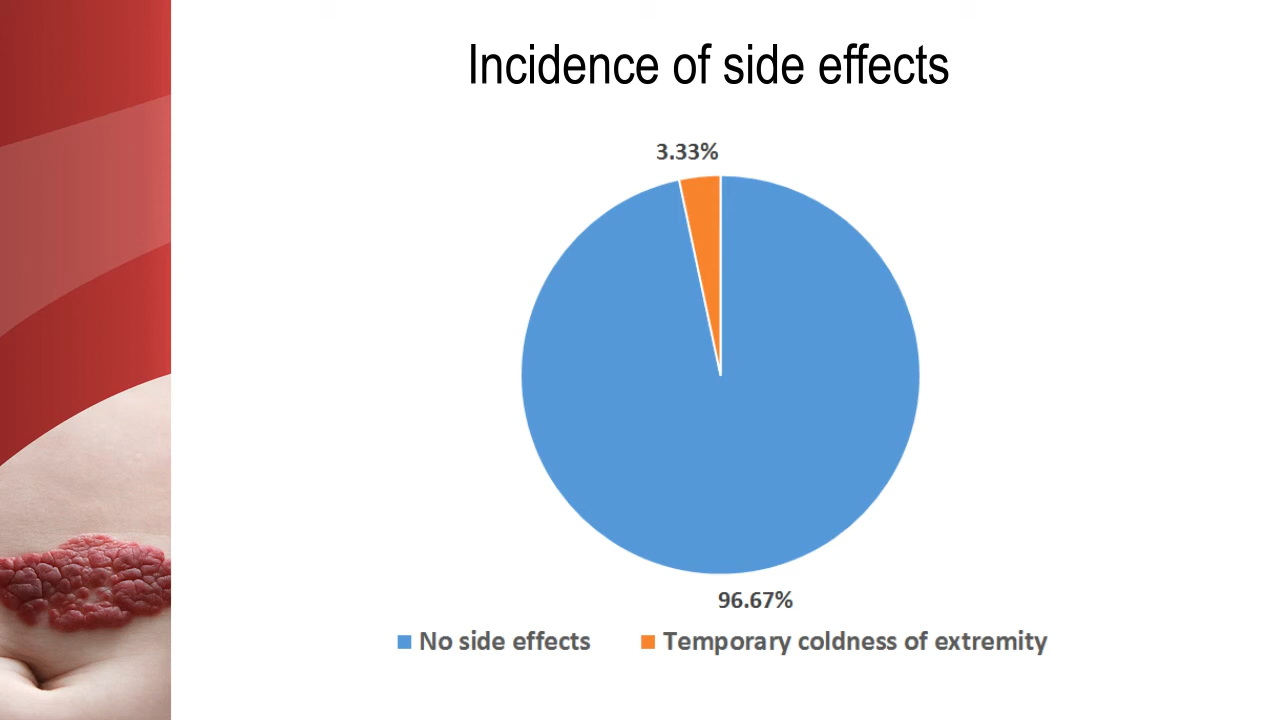 Incidence of side effects
3.33%
96.67%
No side effects
Temporary coldness of extremity